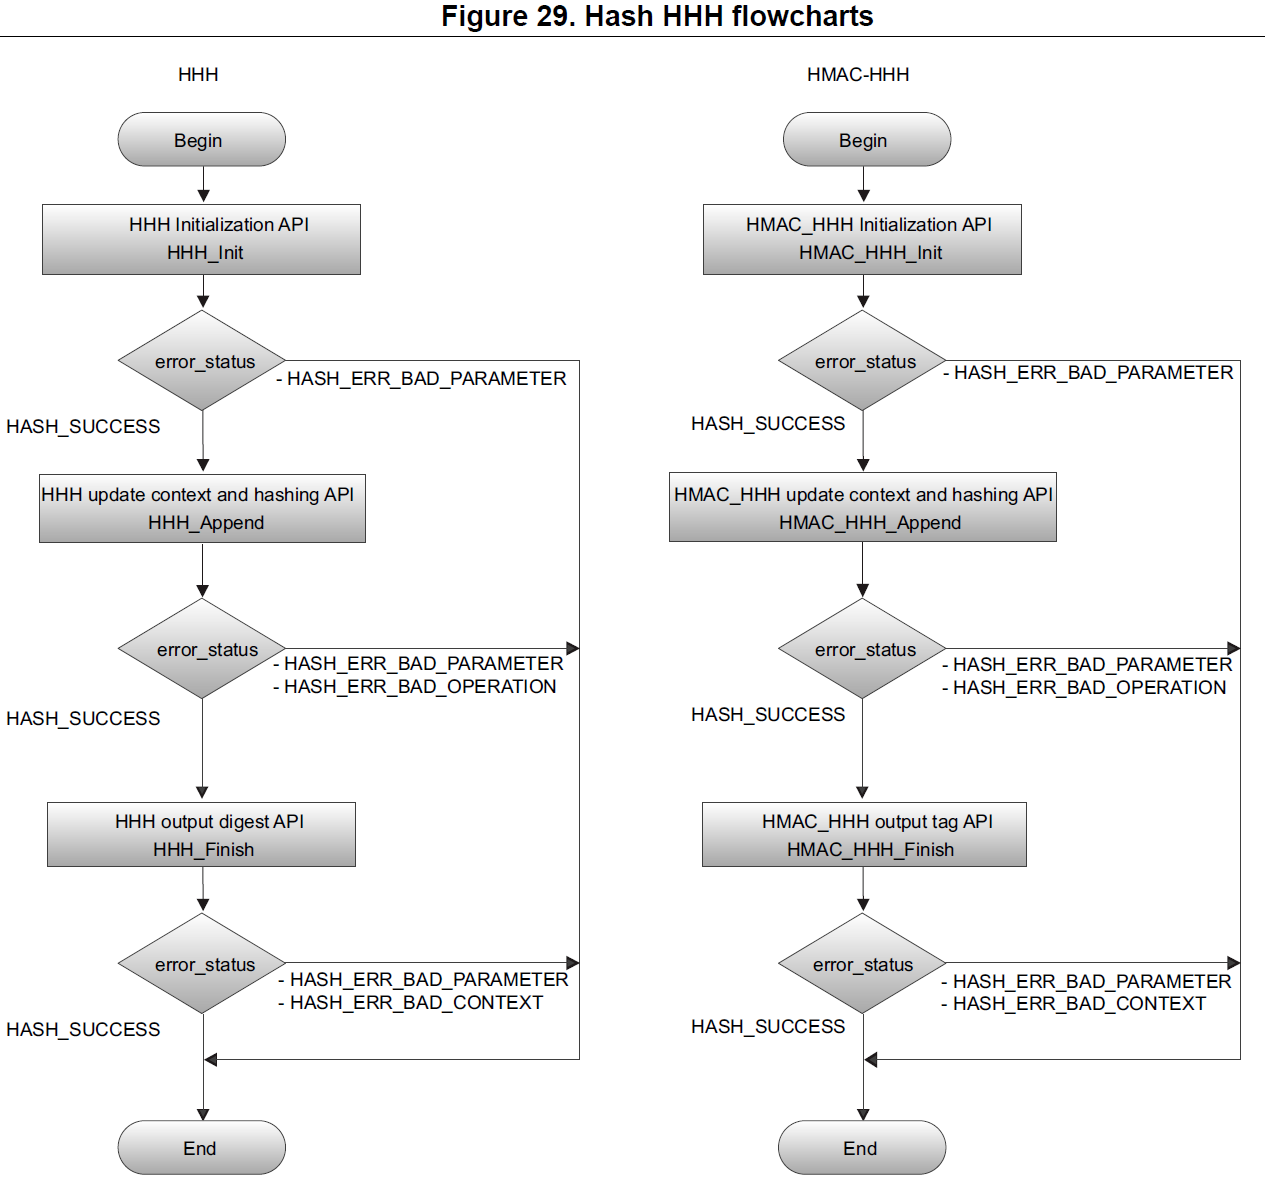 Figure 29. Hash HHH flowcharts
HHH
Begin
HHH Initialization API
HHH_Init
error_status
- HASH_ERR_BAD_PARAMETER
HASH_SUCCESS
HHH update context and hashing API
HHH_Append
error_status
- HASH_ERR_BAD_PARAMETER
- HASH_ERR_BAD_OPERATION
HASH_SUCCESS
HHH output digest API
HHH_Finish
error_status
- HASH_ERR_BAD_PARAMETER
- HASH_ERR_BAD_CONTEXT
HASH_SUCCESS
End
HMAC-HHH
Begin
HMAC_HHH Initialization API
HMAC_HHH_Init
error_status
- HASH_ERR_BAD_PARAMETER
HASH_SUCCESS
HMAC_HHH update context and hashing API
HMAC_HHH_Append
error_status
- HASH_ERR_BAD_PARAMETER
- HASH_ERR_BAD_OPERATION
HASH_SUCCESS
HMAC_HHH output tag API
HMAC_HHH_Finish
error_status
- HASH_ERR_BAD_PARAMETER
- HASH_ERR_BAD_CONTEXT
HASH_SUCCESS
End